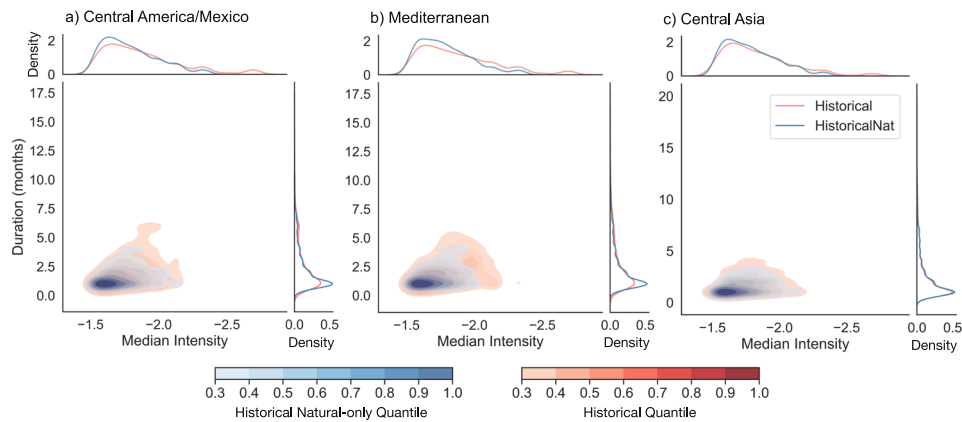 a) Central America/Mexico
b) Mediterranean
c) Central Asia
Density
2
0
2
0
2
0
Duration (months)
17.5
15.0
12.5
10.0
7.5
5.0
2.5
0.0
−1.5
−2.0
−2.5
Median Intensity
0.0
0.5
Density
17.5
15.0
12.5
10.0
7.5
5.0
2.5
0.0
−1.5
−2.0
−2.5
Median Intensity
0.0 0.5
Density
Historical
HistoricalNat
20
15
10
5
0
−1.5
−2.0
−2.5
Median Intensity
0.0 0.5
Density
0.3 0.4 0.5 0.6 0.7 0.8 0.9 1.0
Historical Natural-only Quantile
0.3 0.4 0.5 0.6 0.7 0.8 0.9 1.0
Historical Quantile